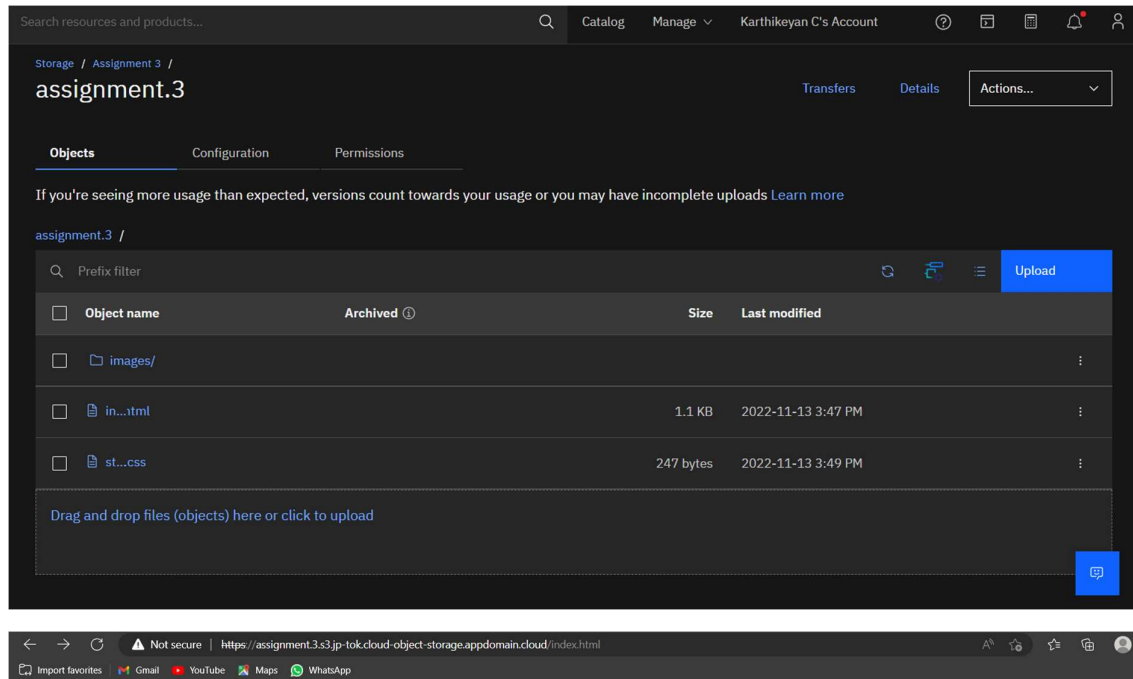 Search resources and products...
Catalog Manage Karthikeyan C's Account
Storage / Assignment 3 /
assignment.3
Transfers Details Actions...
Objects Configuration Permissions
If you're seeing more usage than expected, versions count towards your usage or you may have incomplete uploads Learn more
assignment.3 /
Prefix filter Upload
Object name Archived Size Last modified
images/
in...html 1.1 KB 2022-11-13 3:47 PM
st...css 247 bytes 2022-11-13 3:49 PM
Drag and drop files (objects) here or click to upload
Not secure | https://assignment.3.s3.jp-tok.cloud-object-storage.appdomain.cloud/index.html
Import favorites Gmail YouTube Maps WhatsApp